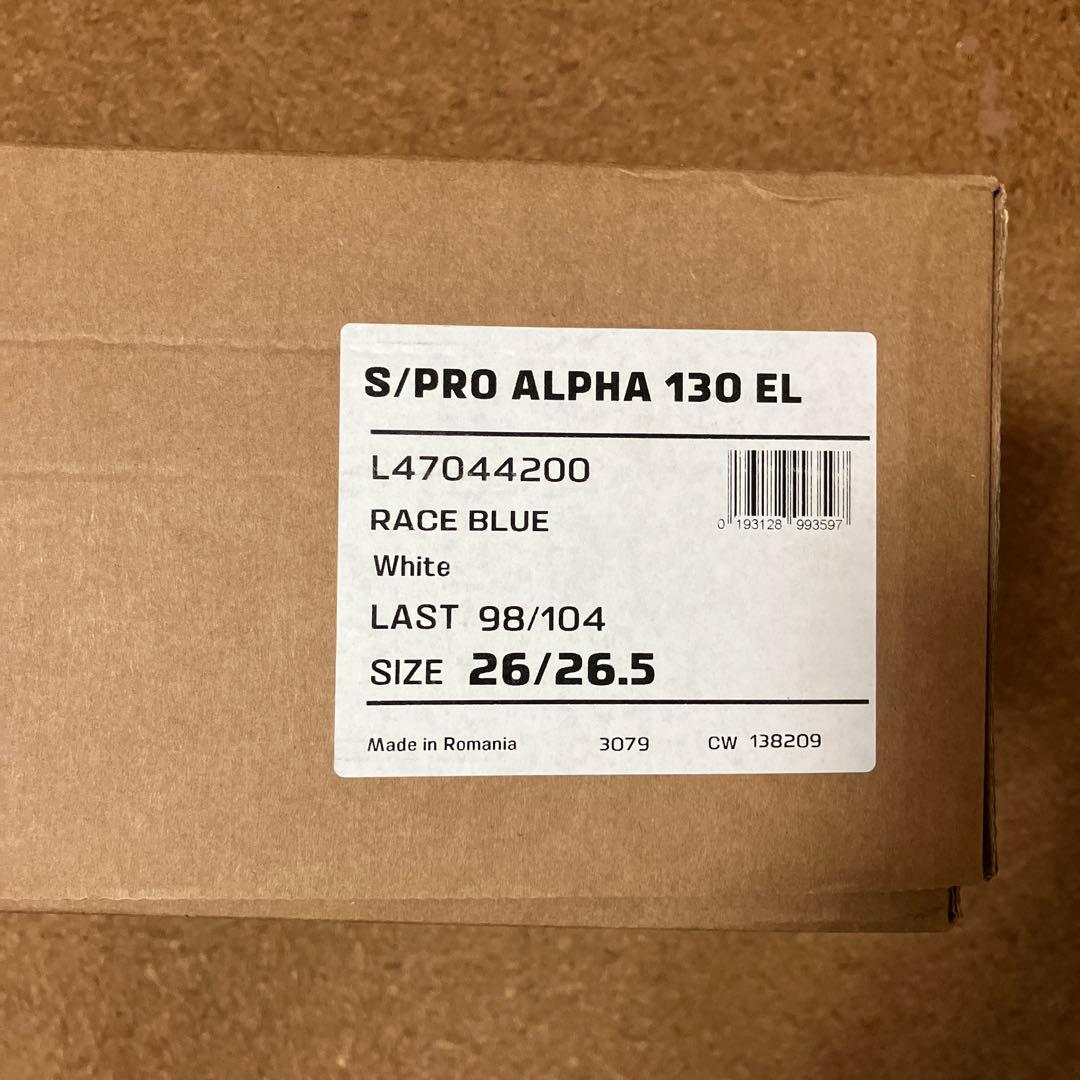 S/PRO ALPHA 130 EL
L47044200
RACE BLUE
0 193128 993597
White
LAST 98/104
SIZE 26/26.5
Made in Romania 3079 CW 138209